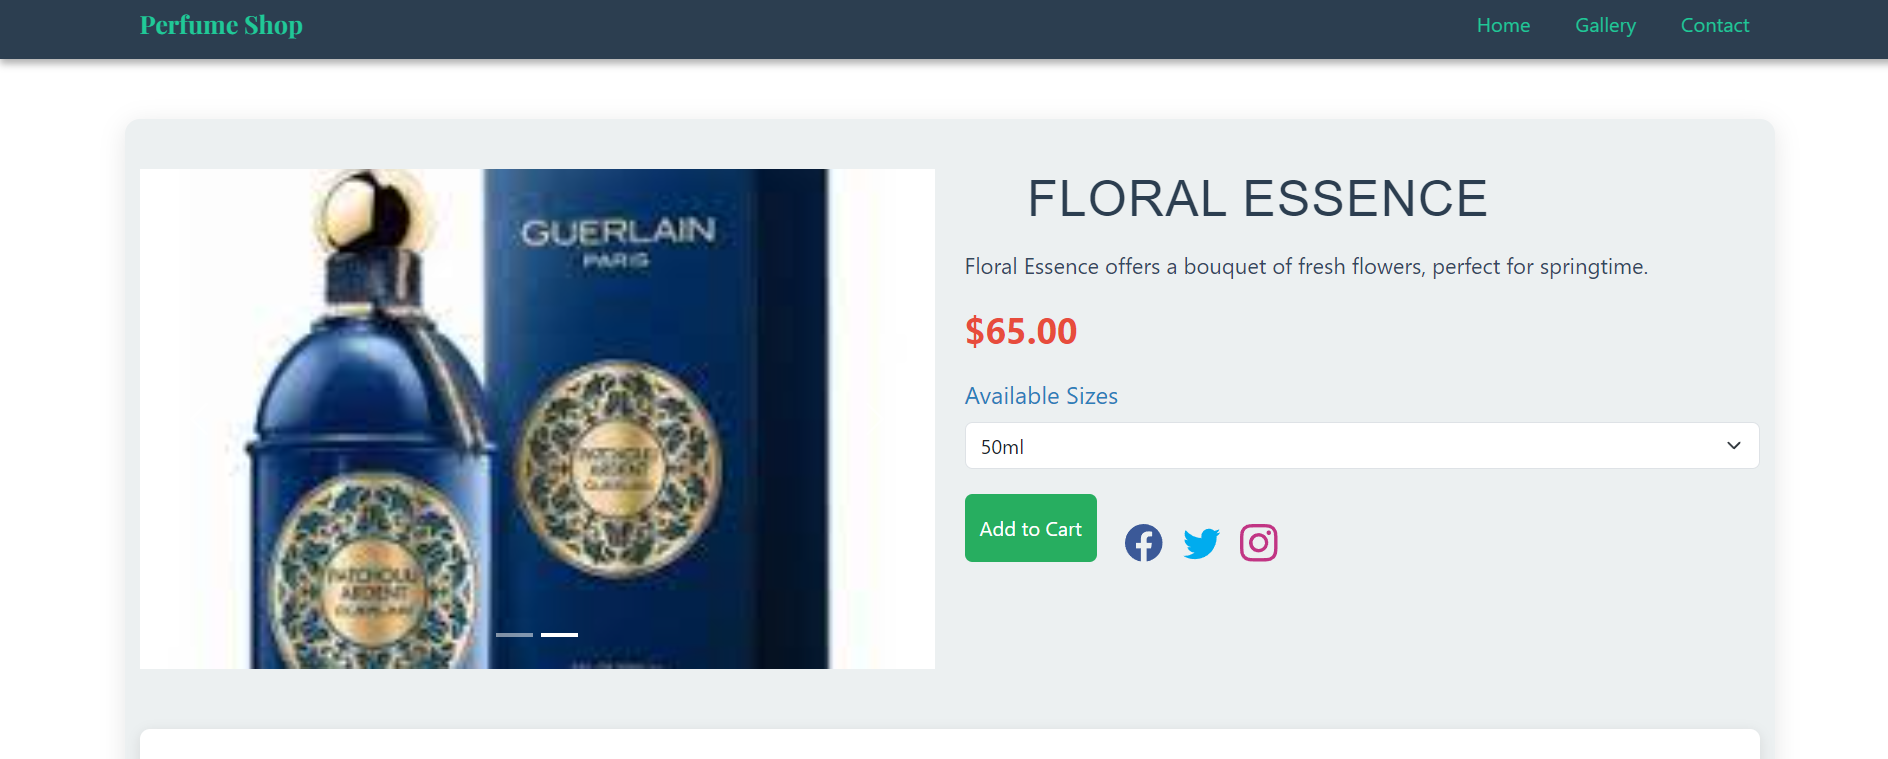 Perfume Shop
Home
Gallery
Contact
GUERLAIN
PARIS
PATCHOULI
ARDENT
GUERLAIN
PATCHOULI
ARDENT
GUERLAIN
FLORAL ESSENCE
Floral Essence offers a bouquet of fresh flowers, perfect for springtime.
$65.00
Available Sizes
50ml
Add to Cart